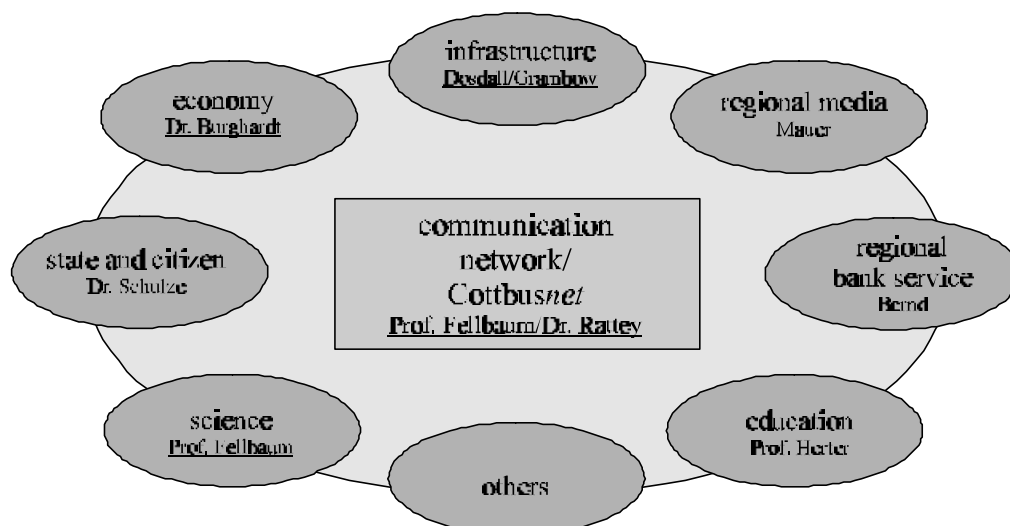 infrastructure
Dosdall/Grambow
economy
Dr. Burghardt
regional media
Mauer
communication
network/
Cottbusnet
Prof. Fellbaum/Dr. Rattey
state and citizen
Dr. Schulze
regional
bank service
Bernd
science
Prof. Fellbaum
education
Prof. Herter
others